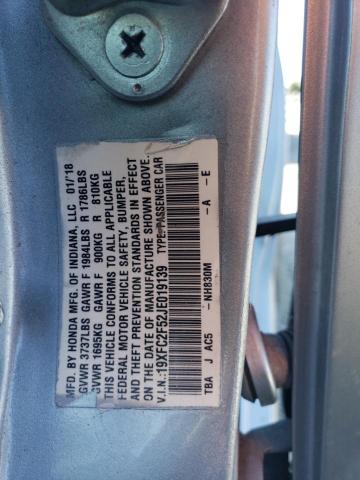 MFD. BY HONDA MFG. OF INDIANA, LLC 01/'18
GVWR 3737LBS GAWR F 1984LBS R 1786LBS
GVWR 1695KG GAWR F 900KG R 810KG
THIS VEHICLE CONFORMS TO ALL APPLICABLE
FEDERAL MOTOR VEHICLE SAFETY, BUMPER,
AND THEFT PREVENTION STANDARDS IN EFFECT
ON THE DATE OF MANUFACTURE SHOWN ABOVE.
V.I.N.:19XFC2F52JE019139 TYPE:PASSENGER CAR
-NH830M -A -E
TBA J AC5